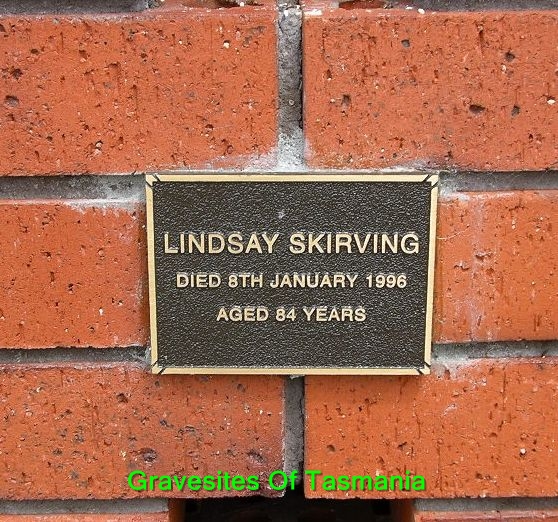 LINDSAY SKIRVING
DIED 8TH JANUARY 1996
AGED 84 YEARS
Gravesites Of Tasmania